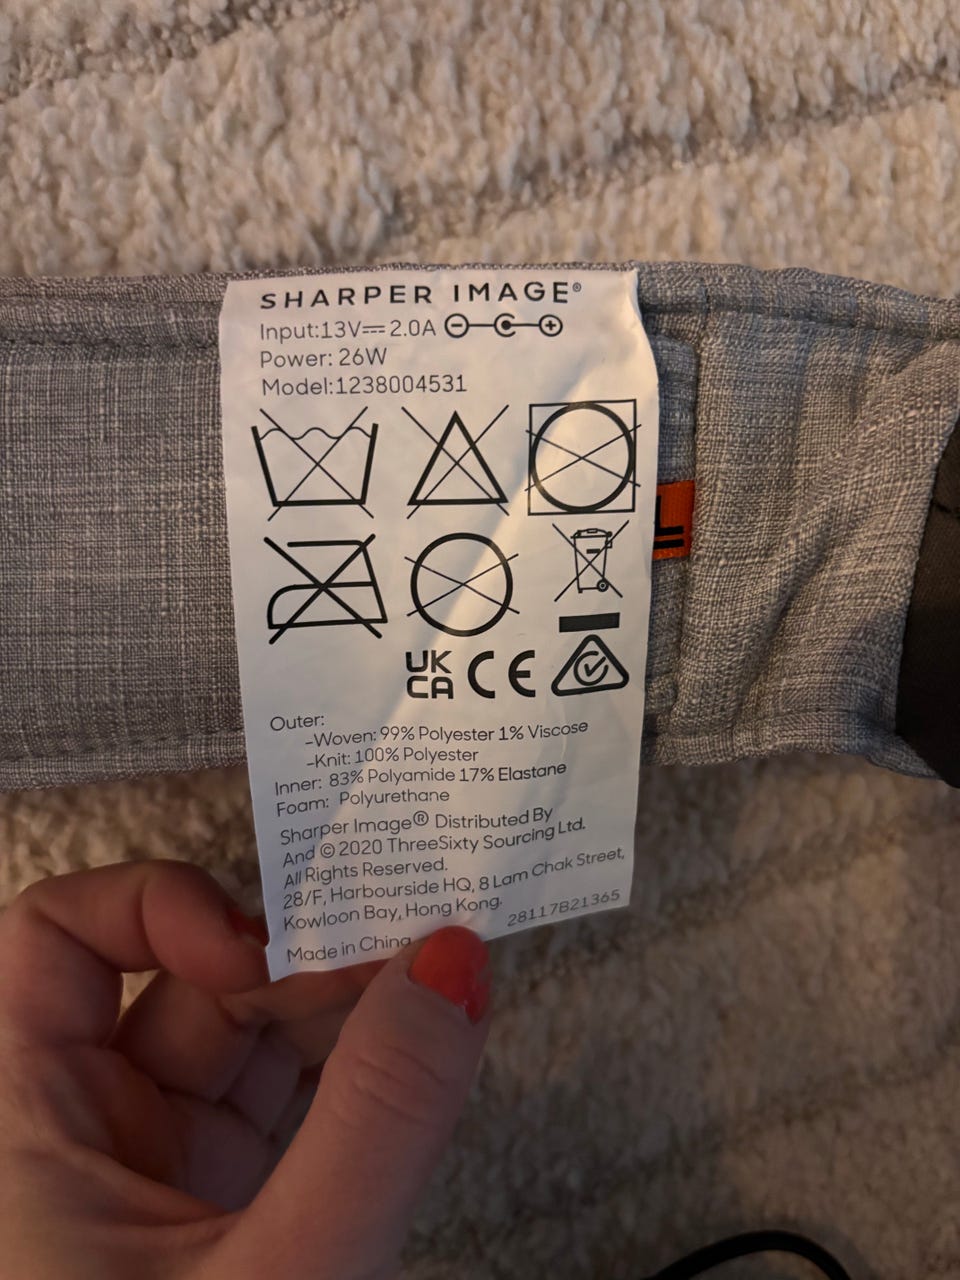 SHARPER IMAGE®
Input:13V⎓2.0A
Power: 26W
Model:1238004531
L
UK
CA CE
Outer:
-Woven: 99% Polyester 1% Viscose
-Knit: 100% Polyester
Inner: 83% Polyamide 17% Elastane
Foam: Polyurethane
Sharper Image® Distributed By
And © 2020 ThreeSixty Sourcing Ltd.
All Rights Reserved.
28/F, Harbourside HQ, 8 Lam Chak Street,
Kowloon Bay, Hong Kong.
28117B21365
Made in China